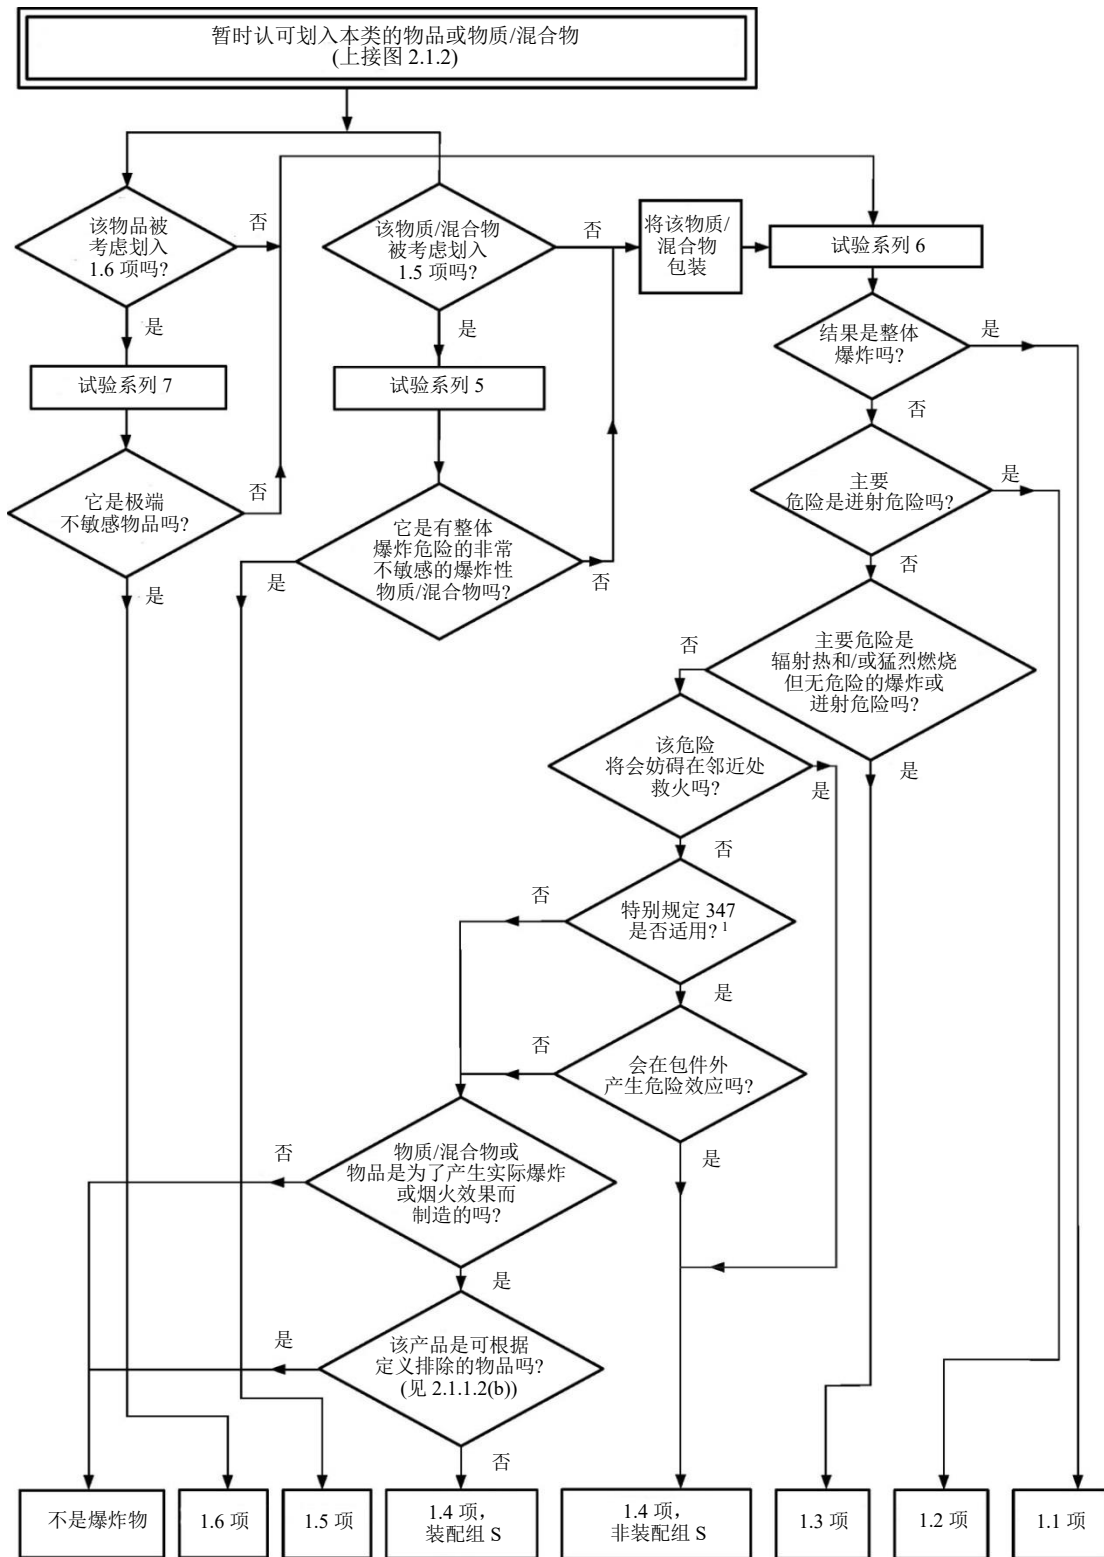 暂时认可划入本类的物品或物质/混合物
(上接图 2.1.2)
该物品被
考虑划入
1.6 项吗?
否
是
该物质/混合物
被考虑划入
1.5 项吗?
否
是
将该物质/
混合物
包装
试验系列 6
结果是整体
爆炸吗?
是
否
试验系列 7
试验系列 5
它是极端
不敏感物品吗?
否
是
它是有整体
爆炸危险的非常
不敏感的爆炸性
物质/混合物吗?
是
否
主要
危险是迸射危险吗?
是
否
主要危险是
辐射热和/或猛烈燃烧
但无危险的爆炸或
迸射危险吗?
否
是
该危险
将会妨碍在邻近处
救火吗?
是
否
特别规定 347
是否适用? 1
否
是
会在包件外
产生危险效应吗?
否
是
物质/混合物或
物品是为了产生实际爆炸
或烟火效果而
制造的吗?
否
是
该产品是可根据
定义排除的物品吗?
(见 2.1.1.2(b))
是
否
不是爆炸物
1.6 项
1.5 项
1.4 项，
装配组 S
1.4 项，
非装配组 S
1.3 项
1.2 项
1.1 项